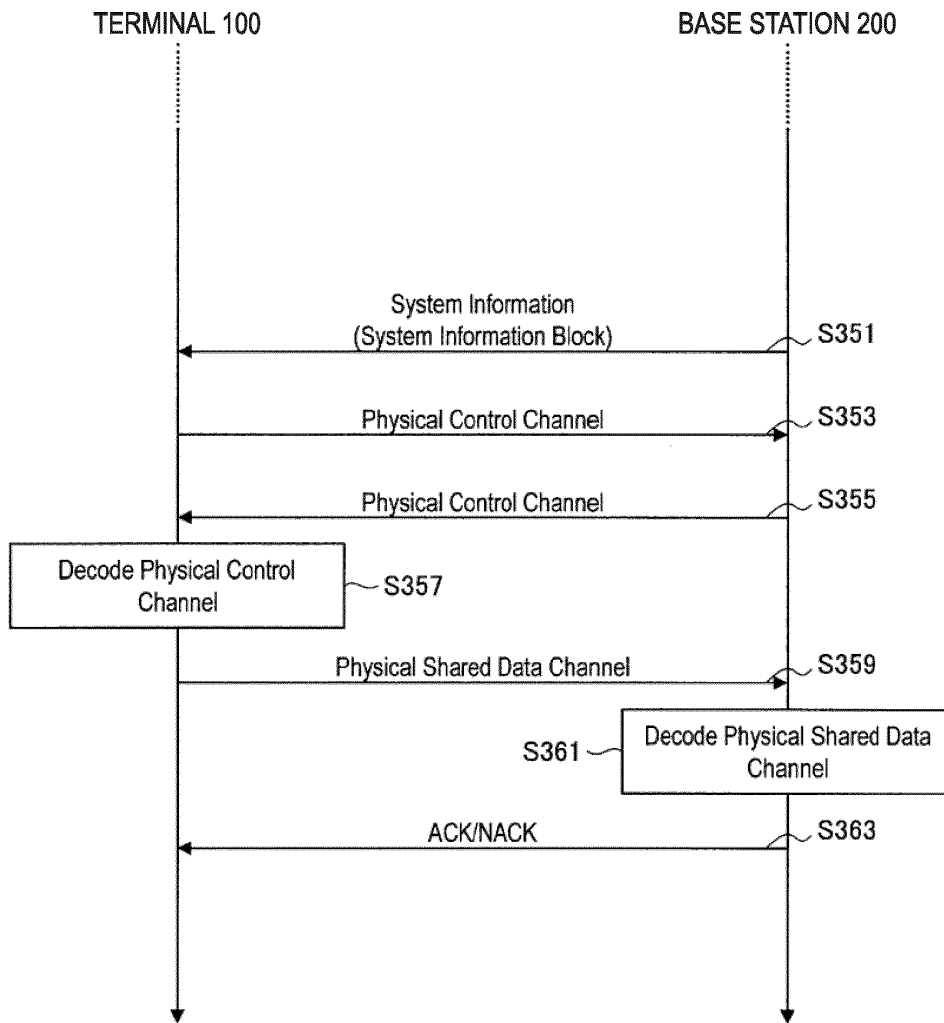 TERMINAL 100
BASE STATION 200
System Information
(System Information Block)
S351
Physical Control Channel
S353
Physical Control Channel
S355
Decode Physical Control
Channel
S357
Physical Shared Data Channel
S359
S361
Decode Physical Shared Data
Channel
ACK/NACK
S363